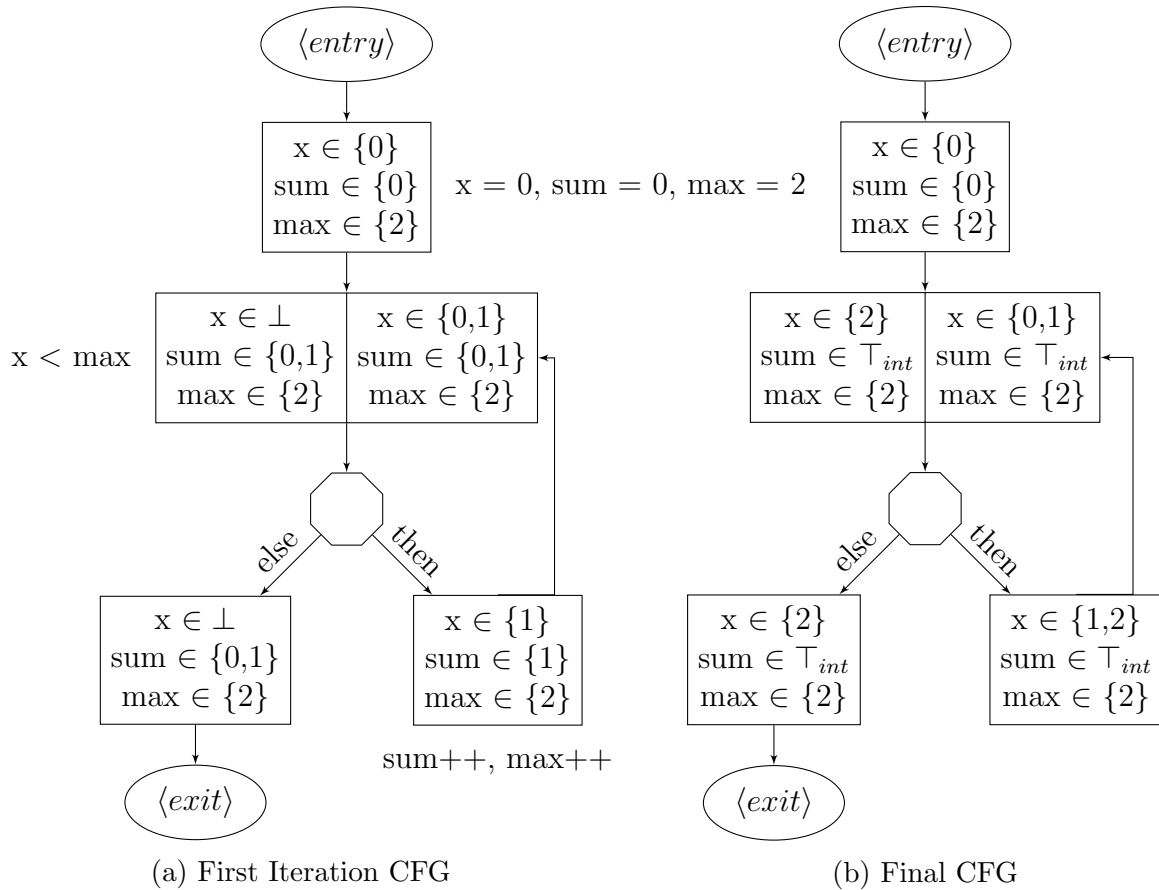 ⟨entry⟩
x ∈ {0}
sum ∈ {0}
max ∈ {2}
x = 0, sum = 0, max = 2
x < max
x ∈ ⊥
sum ∈ {0,1}
max ∈ {2}
x ∈ {0,1}
sum ∈ {0,1}
max ∈ {2}
else
then
x ∈ ⊥
sum ∈ {0,1}
max ∈ {2}
x ∈ {1}
sum ∈ {1}
max ∈ {2}
sum++, max++
⟨exit⟩
(a) First Iteration CFG
⟨entry⟩
x ∈ {0}
sum ∈ {0}
max ∈ {2}
x ∈ {2}
sum ∈ ⊤int
max ∈ {2}
x ∈ {0,1}
sum ∈ ⊤int
max ∈ {2}
else
then
x ∈ {2}
sum ∈ ⊤int
max ∈ {2}
x ∈ {1,2}
sum ∈ ⊤int
max ∈ {2}
⟨exit⟩
(b) Final CFG